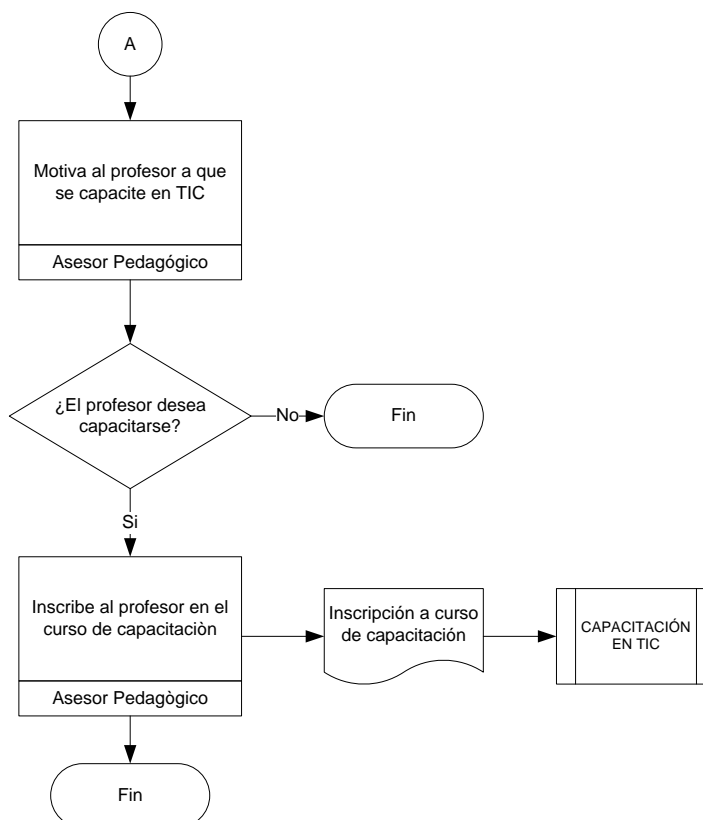 A
Motiva al profesor a que
se capacite en TIC
Asesor Pedagógico
¿El profesor desea
capacitarse?
No
Fin
Si
Inscribe al profesor en el
curso de capacitaciòn
Asesor Pedagògico
Inscripción a curso
de capacitación
CAPACITACIÓN
EN TIC
Fin